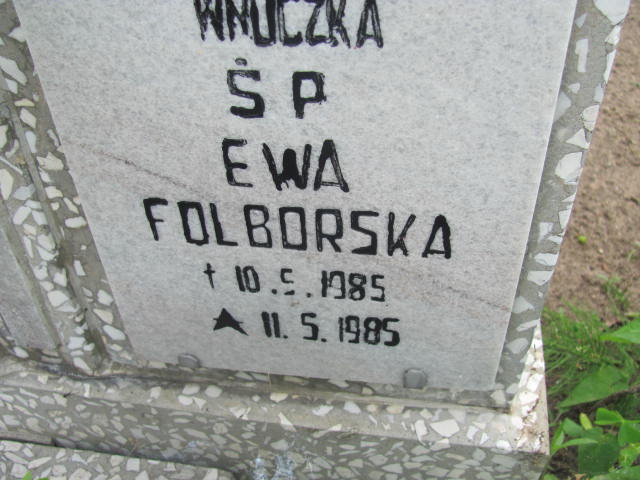 WNUCZKA
ŚP
EWA
FOLBORSKA
† 10.5.1985
★ 11.5.1985